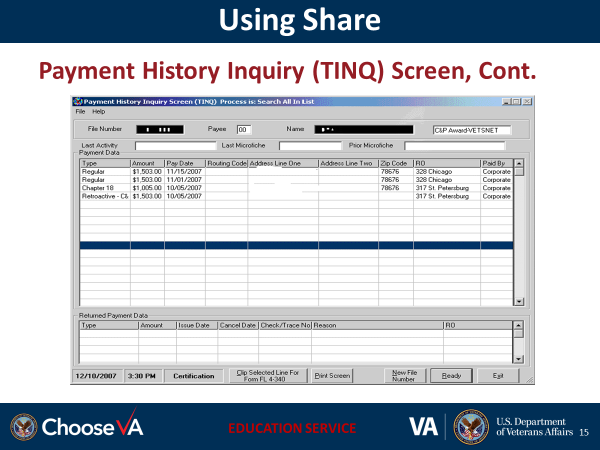 Using Share
Payment History Inquiry (TINQ) Screen, Cont.
Payment History Inquiry Screen (TINQ) Process is: Search All In List
File Help
File Number Payee 00 Name C&P Award-VETSNET
Last Activity Last Microfiche Prior Microfiche
Payment Data
Type Amount Pay Date Routing Code Address Line One Address Line Two Zip Code RO Paid By
Regular $1,503.00 11/15/2007 78676 328 Chicago Corporate
Regular $1,503.00 11/01/2007 78676 328 Chicago Corporate
Chapter 18 $1,005.00 10/05/2007 78676 317 St. Petersburg Corporate
Retroactive - C& $1,503.00 10/05/2007 317 St. Petersburg Corporate
Returned Payment Data
Type Amount Issue Date Cancel Date Check/Trace No Reason RO
12/10/2007 3:30 PM Certification Clip Selected Line For Form FL 4-340 Print Screen New File Number Ready Exit
ChooseVA EDUCATION SERVICE VA U.S. Department of Veterans Affairs 15